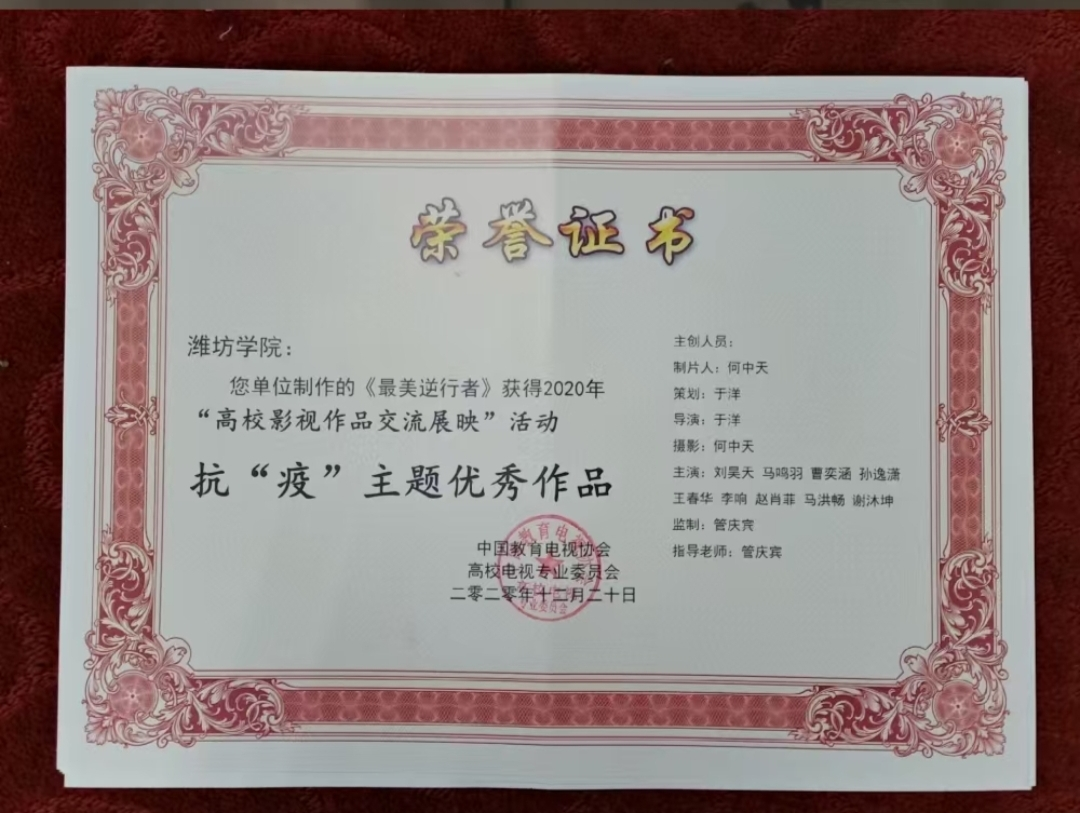 荣誉证书
潍坊学院：
您单位制作的《最美逆行者》获得2020年
“高校影视作品交流展映”活动
抗“疫”主题优秀作品
中国教育电视协会
高校电视专业委员会
二零二零年十二月二十日
主创人员：
制片人：何中天
策划：于洋
导演：于洋
摄影：何中天
主演：刘昊天 马鸣羽 曹奕涵 孙逸潇
王春华 李响 赵肖菲 马洪畅 谢沐坤
监制：管庆宾
指导老师：管庆宾